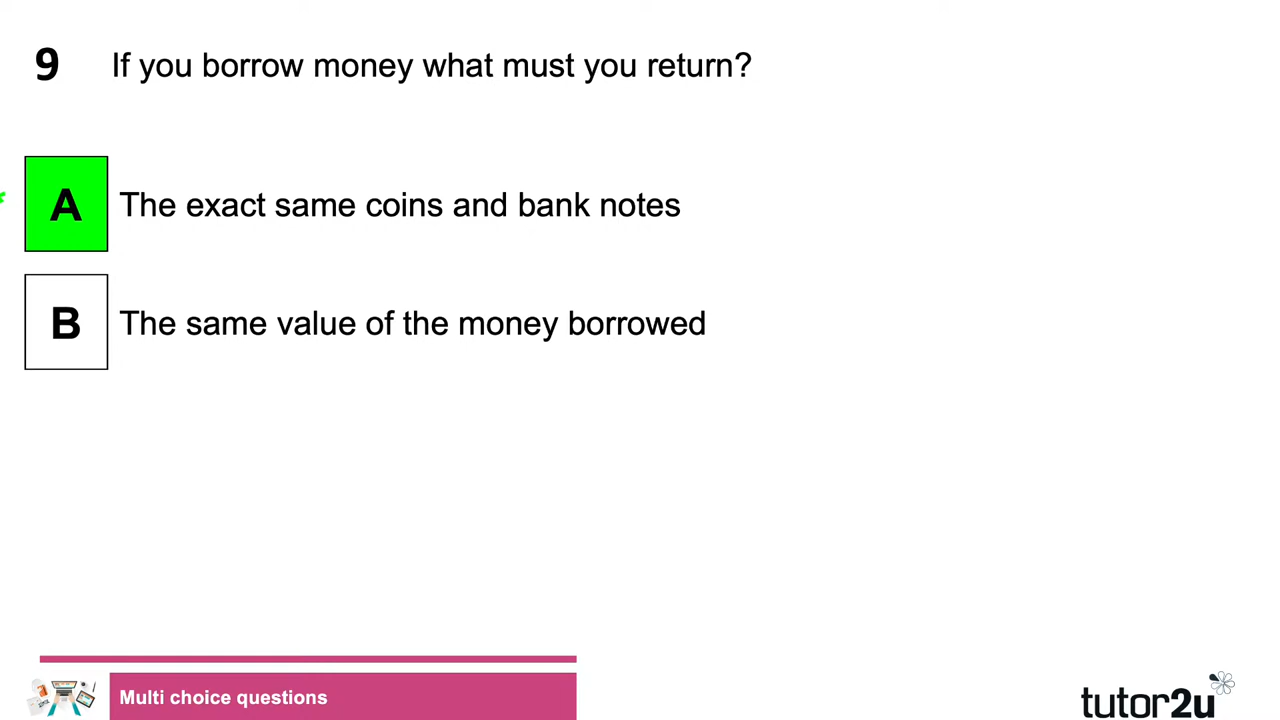 9 If you borrow money what must you return?
A The exact same coins and bank notes
B The same value of the money borrowed
Multi choice questions
tutor2u